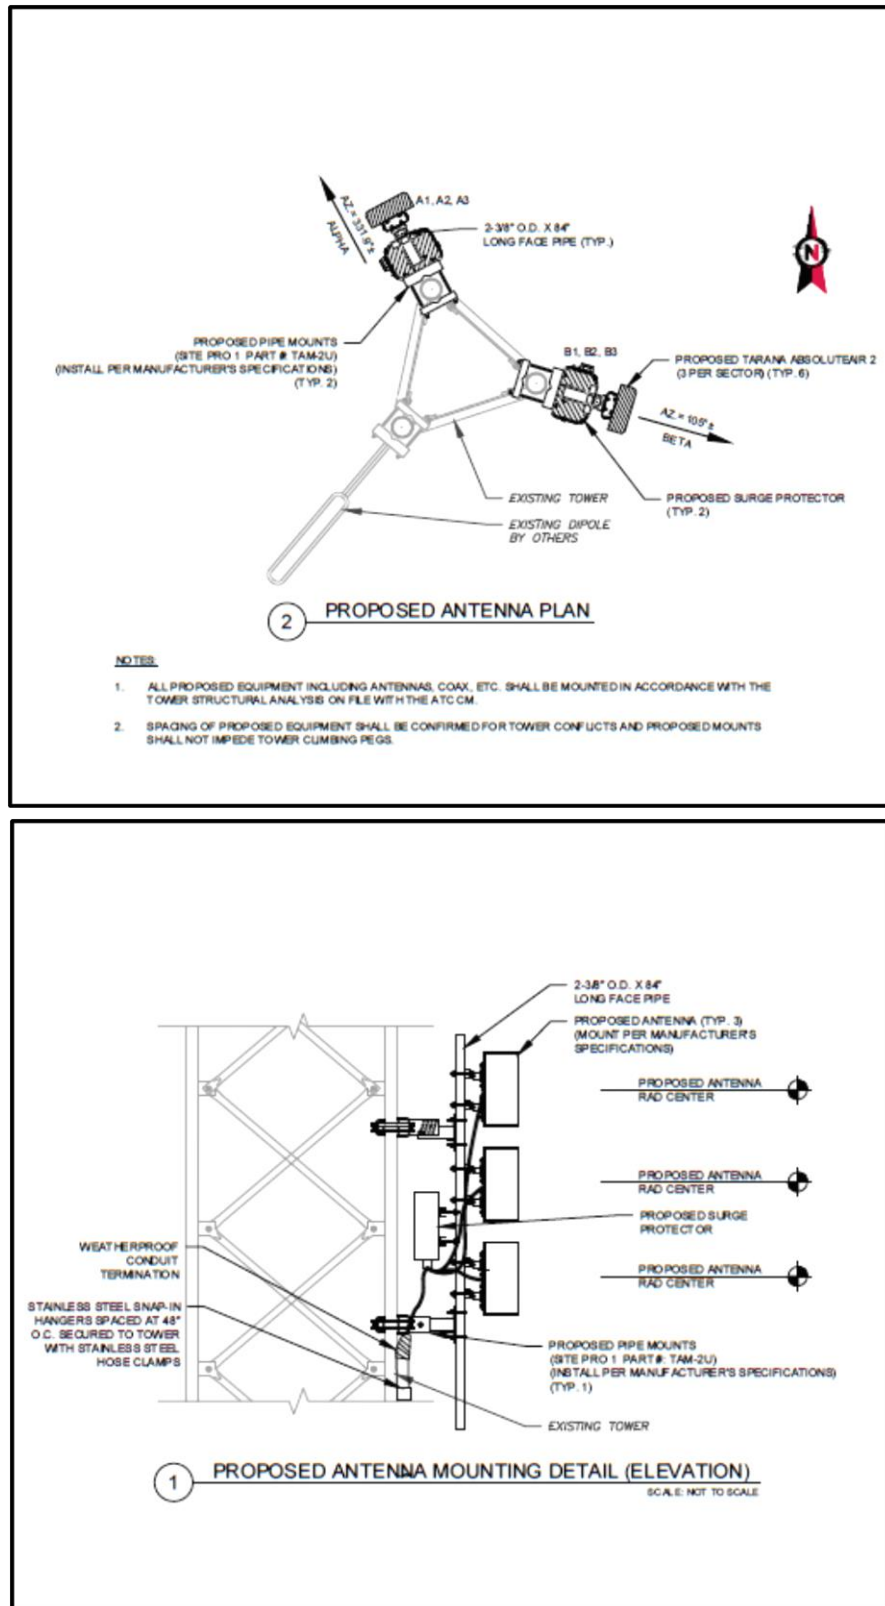 A1, A2, A3
AZ. = 331.9°±
ALPHA
2-3/8" O.D. X 84"
LONG FACE PIPE (TYP.)
N
PROPOSED PIPE MOUNTS
(SITE PRO 1 PART #: TAM-2U)
(INSTALL PER MANUFACTURER'S SPECIFICATIONS)
(TYP. 2)
B1, B2, B3
PROPOSED TARANA ABSOLUTEAIR 2
(3 PER SECTOR) (TYP. 6)
AZ. = 105°±
BETA
EXISTING TOWER
PROPOSED SURGE PROTECTOR
(TYP. 2)
EXISTING DIPOLE
BY OTHERS
2 PROPOSED ANTENNA PLAN
NOTES:
1. ALL PROPOSED EQUIPMENT INCLUDING ANTENNAS, COAX, ETC. SHALL BE MOUNTED IN ACCORDANCE WITH THE
TOWER STRUCTURAL ANALYSIS ON FILE WITH THE ATC CM.
2. SPACING OF PROPOSED EQUIPMENT SHALL BE CONFIRMED FOR TOWER CONFLICTS AND PROPOSED MOUNTS
SHALL NOT IMPEDE TOWER CLIMBING PEGS.
2-3/8" O.D. X 84"
LONG FACE PIPE
PROPOSED ANTENNA (TYP. 3)
(MOUNT PER MANUFACTURER'S
SPECIFICATIONS)
PROPOSED ANTENNA
RAD CENTER
PROPOSED ANTENNA
RAD CENTER
PROPOSED SURGE
PROTECTOR
PROPOSED ANTENNA
RAD CENTER
WEATHERPROOF
CONDUIT
TERMINATION
STAINLESS STEEL SNAP-IN
HANGERS SPACED AT 48"
O.C. SECURED TO TOWER
WITH STAINLESS STEEL
HOSE CLAMPS
PROPOSED PIPE MOUNTS
(SITE PRO 1 PART #: TAM-2U)
(INSTALL PER MANUFACTURER'S SPECIFICATIONS)
(TYP. 1)
EXISTING TOWER
1 PROPOSED ANTENNA MOUNTING DETAIL (ELEVATION)
SCALE: NOT TO SCALE